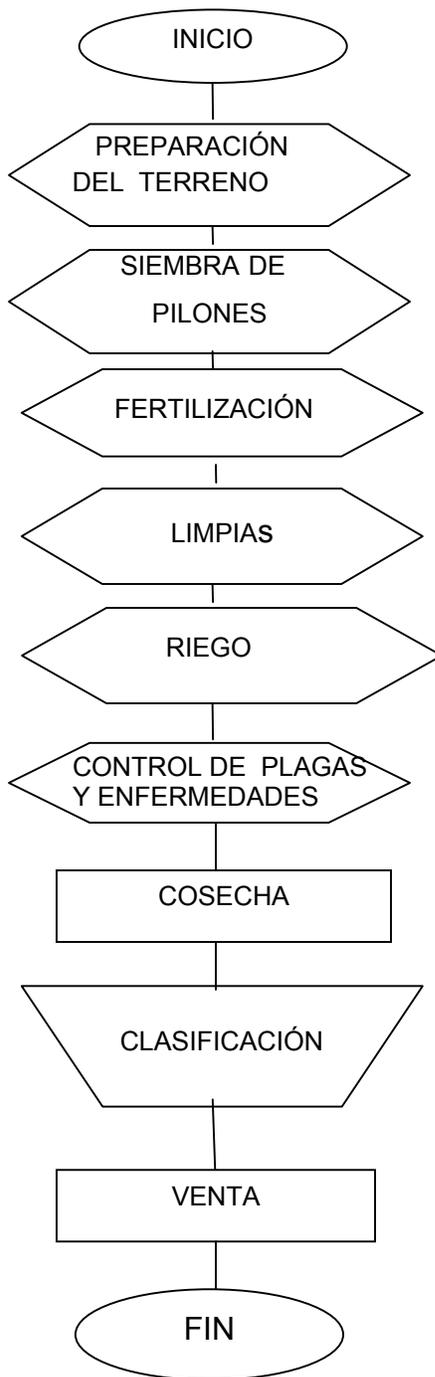 INICIO
PREPARACIÓN
DEL TERRENO
SIEMBRA DE
PILONES
FERTILIZACIÓN
LIMPIAS
RIEGO
CONTROL DE PLAGAS
Y ENFERMEDADES
COSECHA
CLASIFICACIÓN
VENTA
FIN